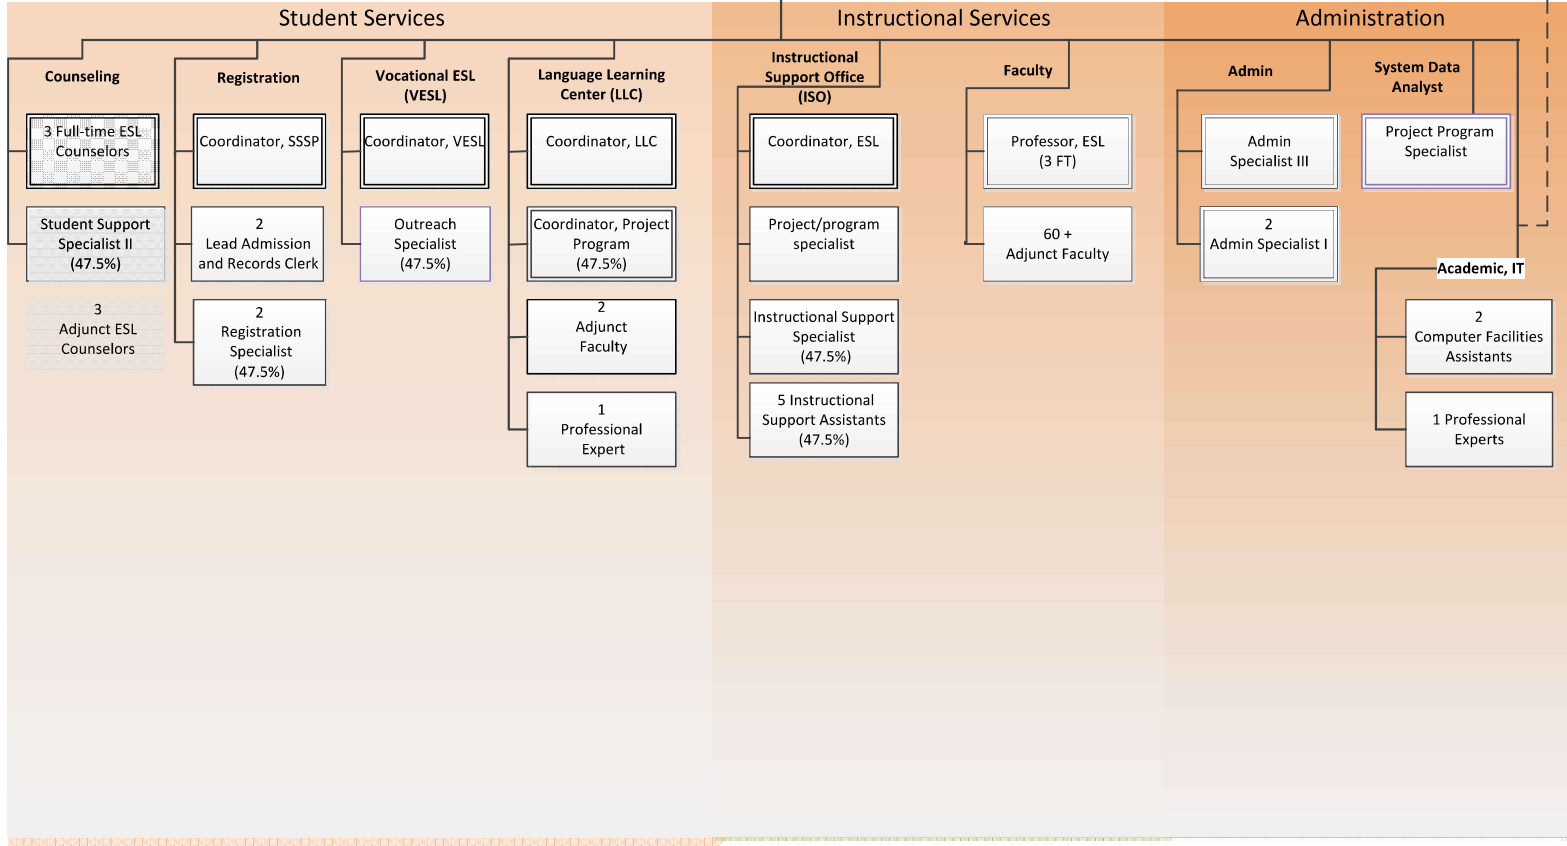 Student Services
Instructional Services
Administration
Counseling
3 Full-time ESL
Counselors
Student Support
Specialist II
(47.5%)
3
Adjunct ESL
Counselors
Registration
Coordinator, SSSP
2
Lead Admission
and Records Clerk
2
Registration
Specialist
(47.5%)
Vocational ESL
(VESL)
Coordinator, VESL
Outreach
Specialist
(47.5%)
Language Learning
Center (LLC)
Coordinator, LLC
Coordinator, Project
Program
(47.5%)
2
Adjunct
Faculty
1
Professional
Expert
Instructional
Support Office
(ISO)
Coordinator, ESL
Project/program
specialist
Instructional Support
Specialist
(47.5%)
5 Instructional
Support Assistants
(47.5%)
Faculty
Professor, ESL
(3 FT)
60 +
Adjunct Faculty
Admin
Admin
Specialist III
2
Admin Specialist I
System Data
Analyst
Project Program
Specialist
Academic, IT
2
Computer Facilities
Assistants
1 Professional
Experts